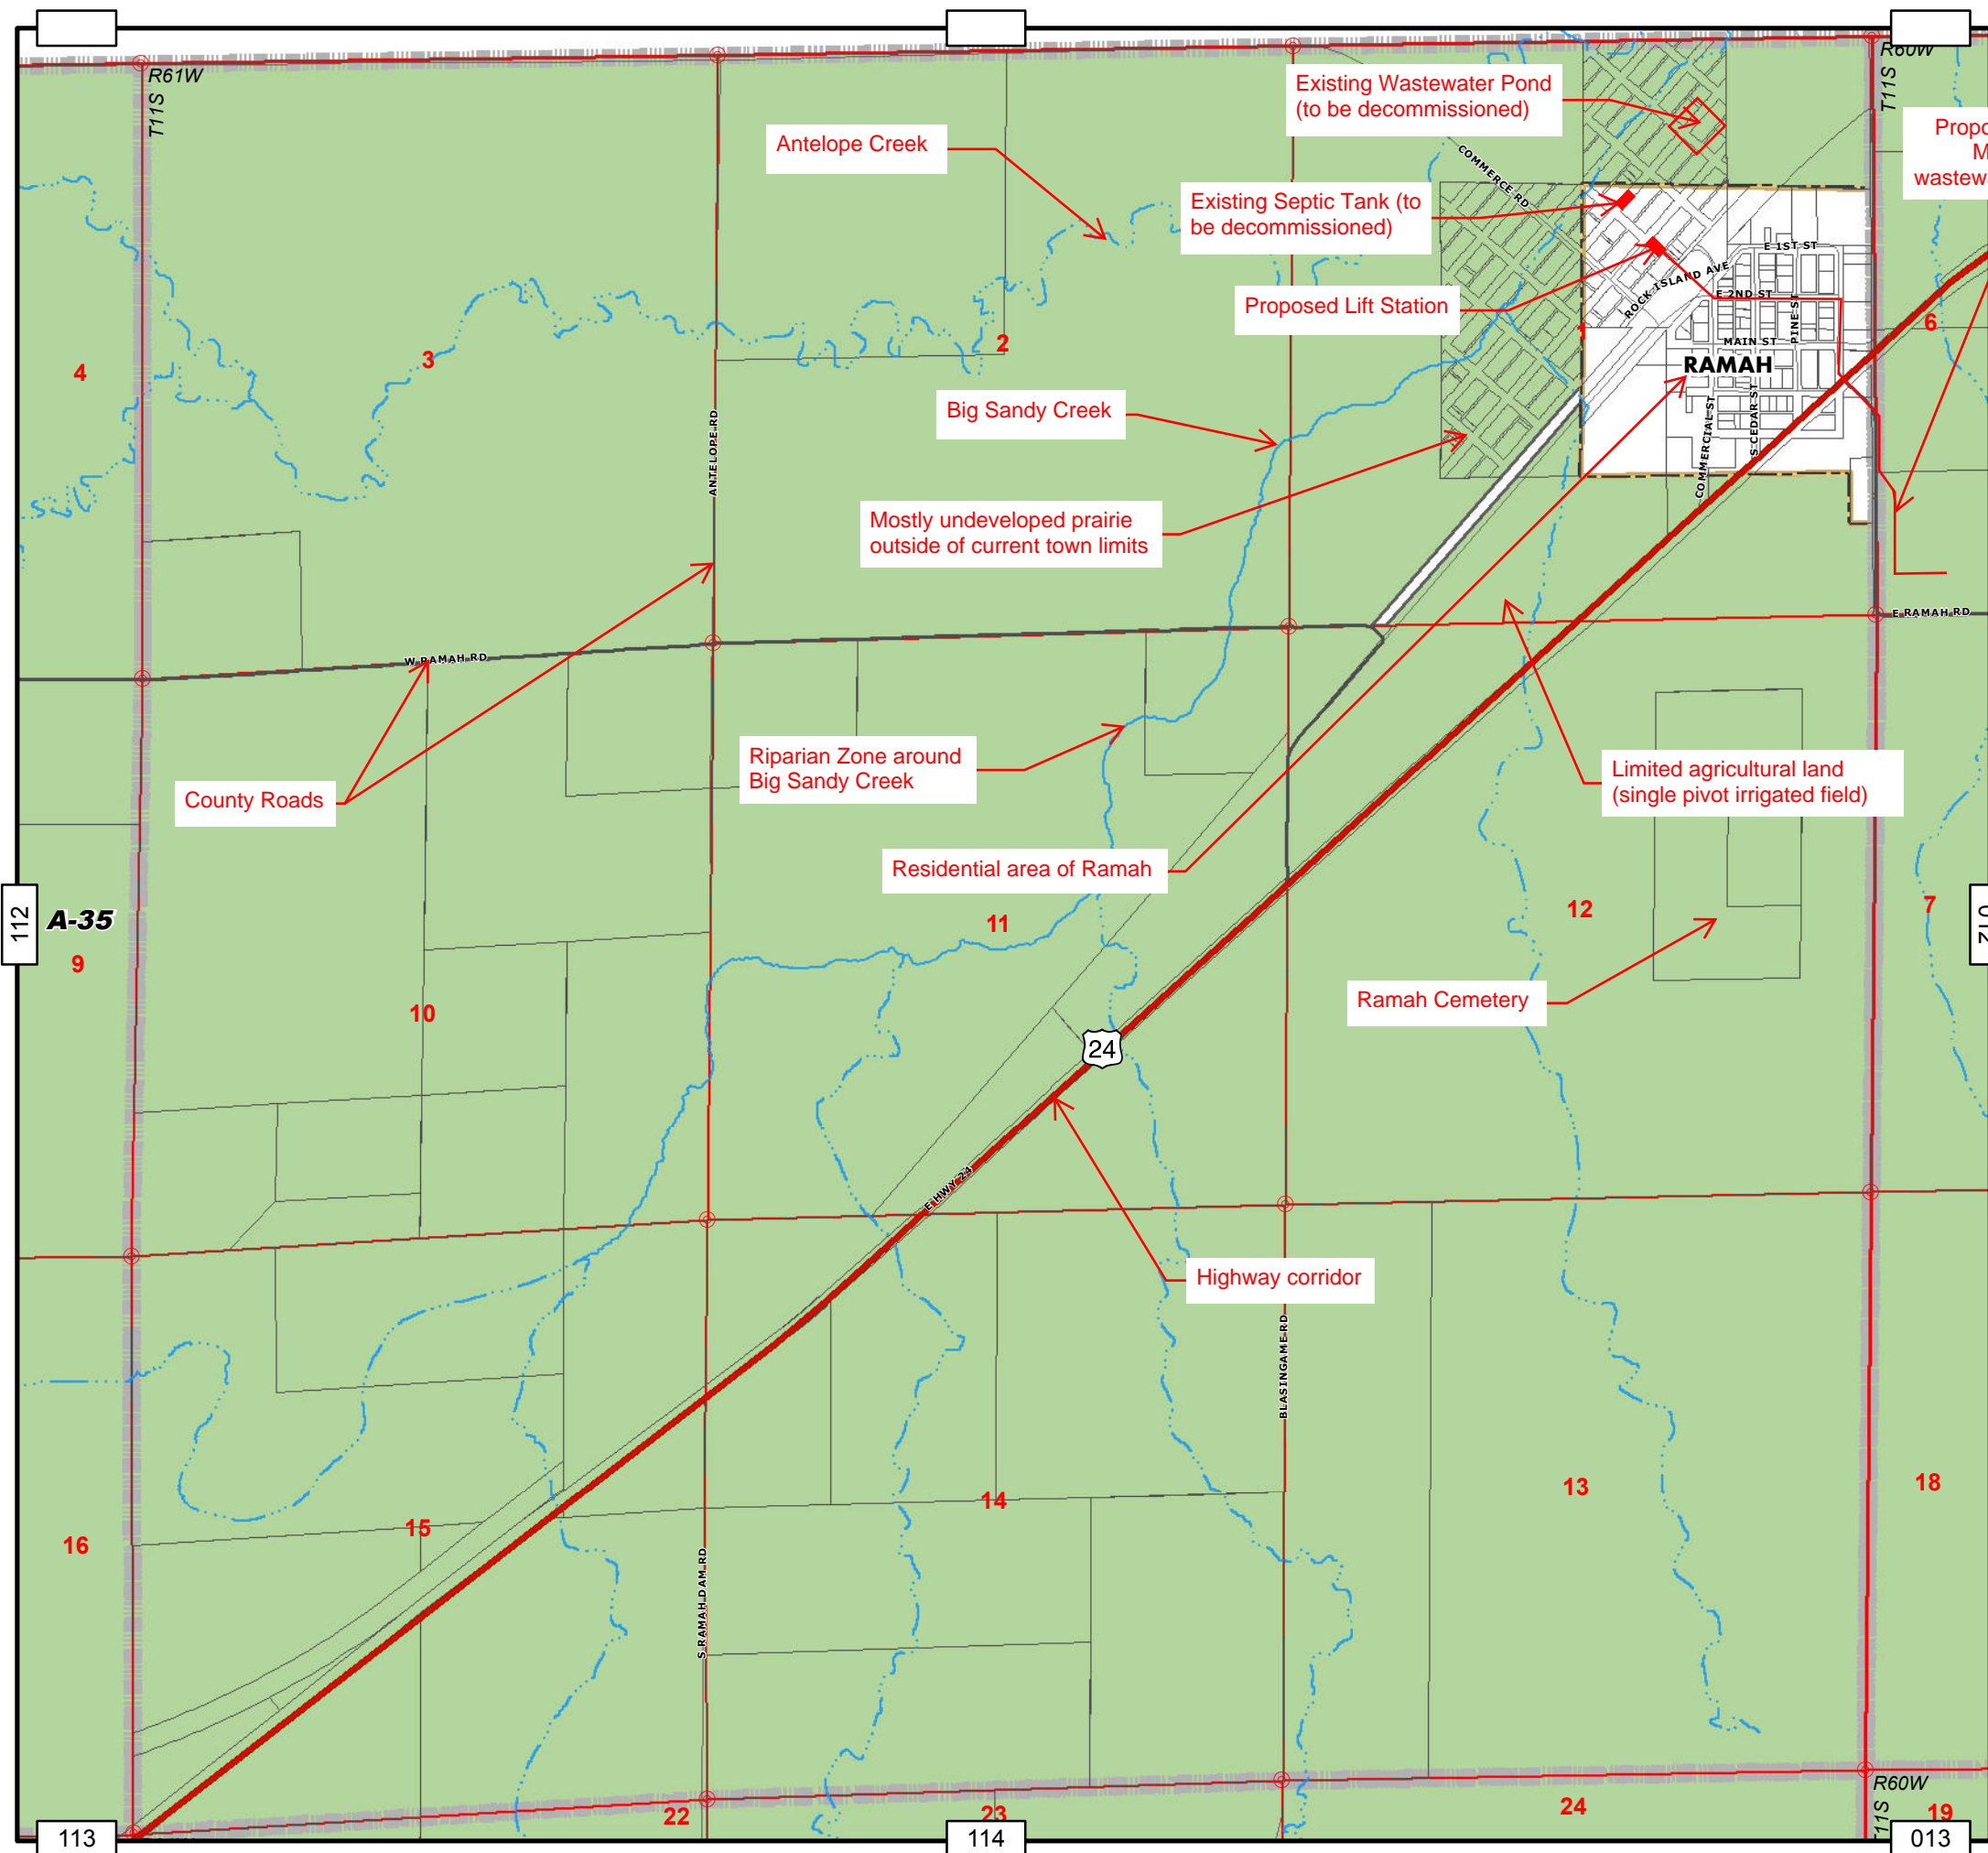 R61W
T11S
R60W
T11S
Existing Wastewater Pond
(to be decommissioned)
Antelope Creek
COMMERCE RD
Existing Septic Tank (to
be decommissioned)
E 1ST ST
ROCK ISLAND AVE
E 2ND ST
PINE ST
Proposed Lift Station
MAIN ST
RAMAH
6
4
3
2
Big Sandy Creek
COMMERCIAL ST
S CEDAR ST
ANTELOPE RD
Mostly undeveloped prairie
outside of current town limits
E RAMAH RD
W RAMAH RD
Riparian Zone around
Big Sandy Creek
Limited agricultural land
(single pivot irrigated field)
County Roads
Residential area of Ramah
112
A-35
9
11
12
7
10
Ramah Cemetery
24
E HWY 24
Highway corridor
BLASINGAME RD
18
13
14
15
16
S RAMAH DAM RD
R60W
22
23
24
19
113
114
013